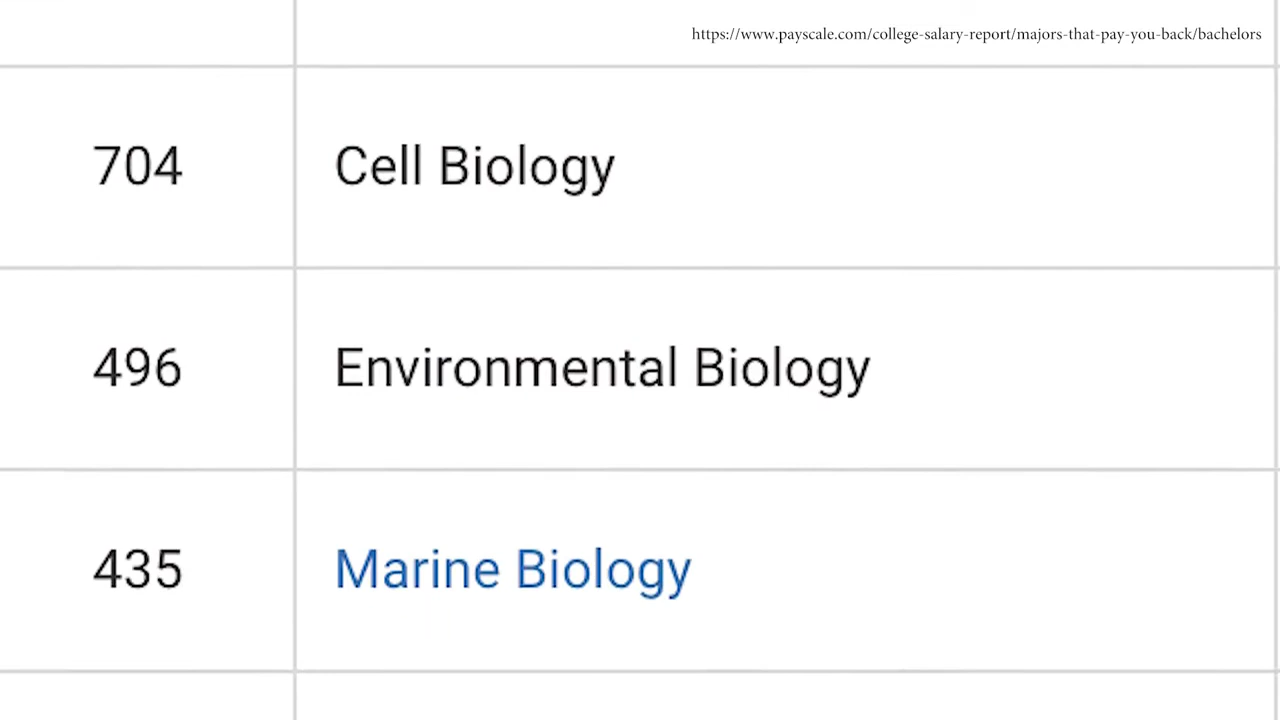 https://www.payscale.com/college-salary-report/majors-that-pay-you-back/bachelors
704 Cell Biology
496 Environmental Biology
435 Marine Biology